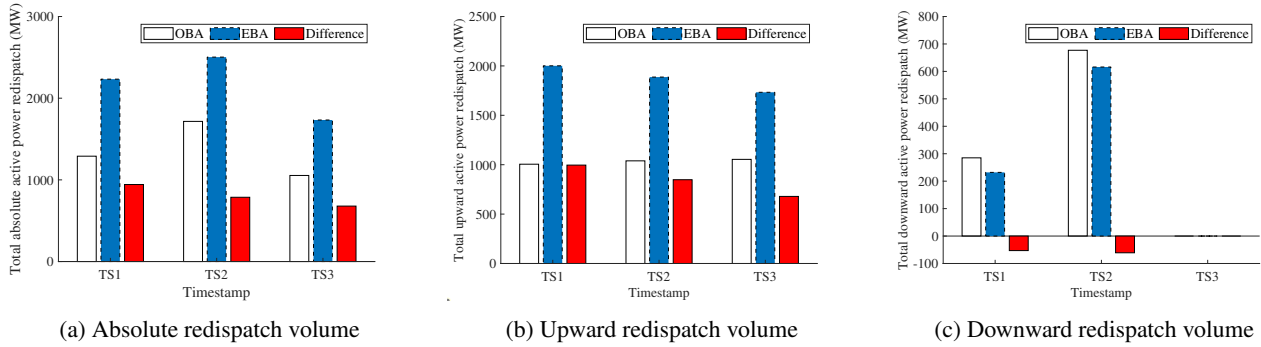 Total absolute active power redispatch (MW)
3000
2000
1000
0
OBA EBA Difference
TS1 TS2 TS3
Timestamp
(a) Absolute redispatch volume
Total upward active power redispatch (MW)
2500
2000
1500
1000
500
0
OBA EBA Difference
TS1 TS2 TS3
Timestamp
(b) Upward redispatch volume
Total downward active power redispatch (MW)
800
700
600
500
400
300
200
100
0
-100
OBA EBA Difference
TS1 TS2 TS3
Timestamp
(c) Downward redispatch volume